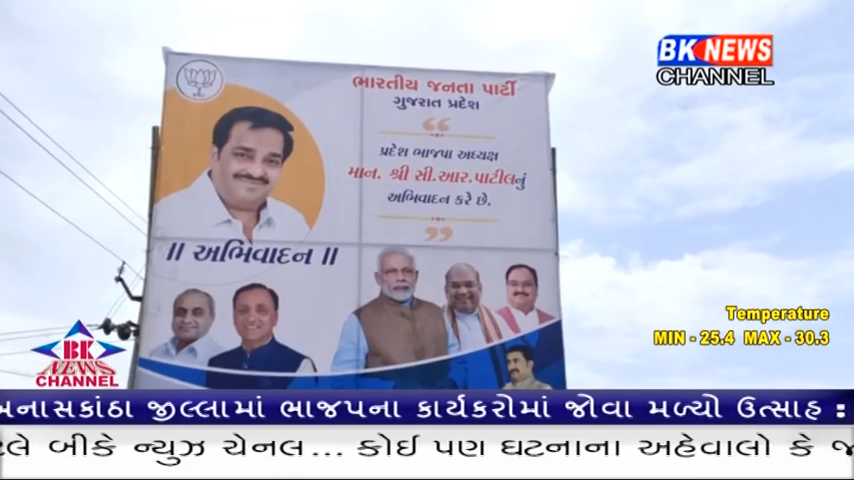 BK NEWS
CHANNEL
ભારતીય જનતા પાર્ટી
ગુજરાત પ્રદેશ
પ્રદેશ ભાજપા અધ્યક્ષ
માન. શ્રી સી.આર.પાટીલનું
અભિવાદન કરે છે.
॥ અભિવાદન ॥
Temperature
MIN - 25.4 MAX - 30.3
BK
NEWS
CHANNEL
જીલ્લામાં ભાજપના કાર્યકરોમાં જોવા મળ્યો ઉત્સાહ :
બીકે ન્યુઝ ચેનલ... કોઈ પણ ઘટનાના અહેવાલો કે